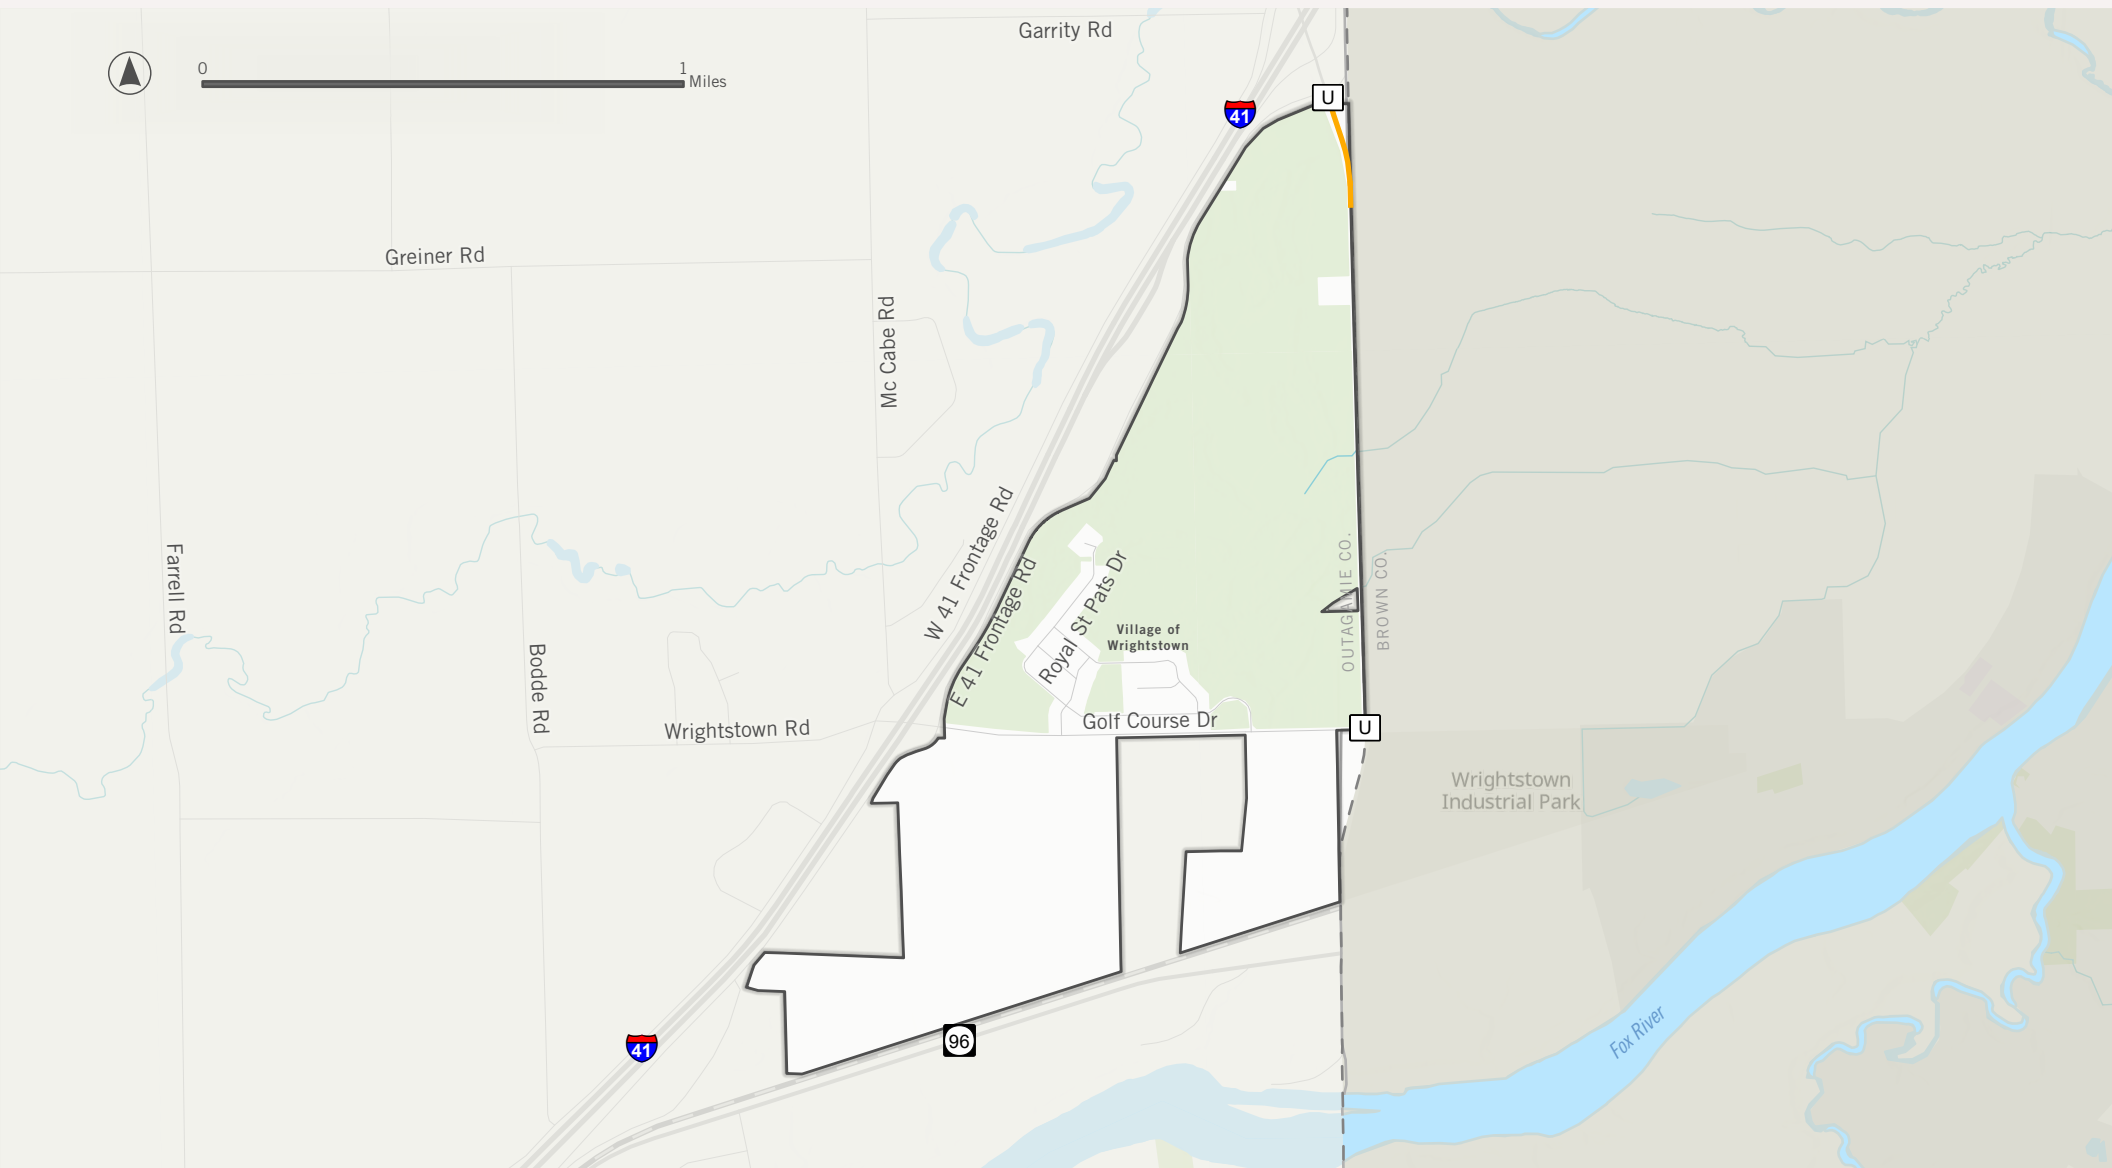 Garrity Rd
0
1
Miles
U
41
Greiner Rd
Mc Cabe Rd
W 41 Frontage Rd
E 41 Frontage Rd
Royal St Pats Dr
Village of
Wrightstown
OUTAGAMIE CO.
BROWN CO.
Farrell Rd
Bodde Rd
Wrightstown Rd
Golf Course Dr
U
Wrightstown
Industrial Park
41
96
Fox River